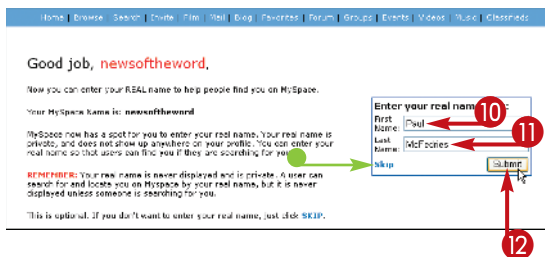 Home | Browse | Search | Invite | Film | Mail | Blog | Favorites | Forum | Groups | Events | Videos | Music | Classifieds
Good job, newsoftheword,
Now you can enter your REAL name to help people find you on MySpace.
Your MySpace Name is: newsoftheword
MySpace now has a spot for you to enter your real name. Your real name is
private, and does not show up anywhere on your profile. You can enter your
real name so that users can find you if they are searching for
REMEMBER: Your real name is never displayed and is private. A user can
search for and locate you on Myspace by your real name, but it is never
displayed unless someone is searching for you.
This is optional. If you don't want to enter your real name, just click SKIP.
Enter your real name
First
Name: Paul
10
Last
Name: McFedries
11
Skip
Submit
12